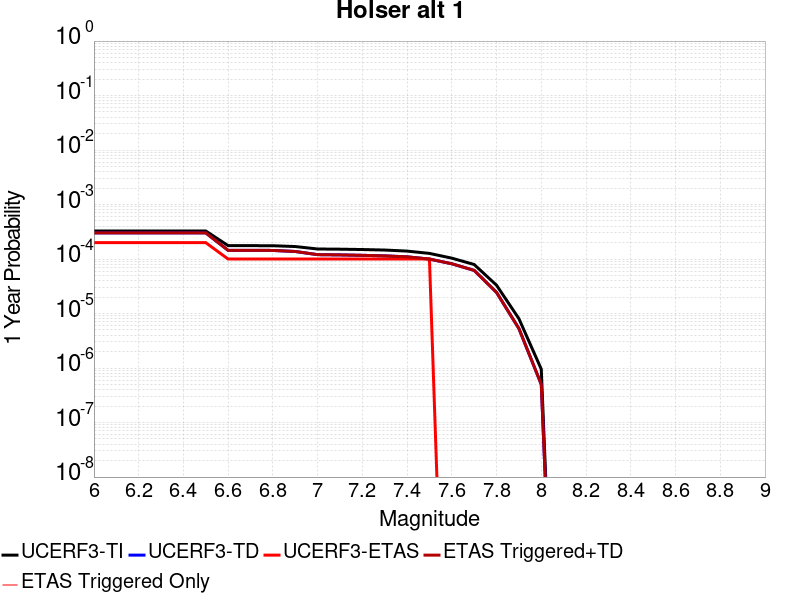 Holser alt 1
10^0
10^-1
10^-2
10^-3
10^-4
10^-5
10^-6
10^-7
10^-8
1 Year Probability
6 6.2 6.4 6.6 6.8 7 7.2 7.4 7.6 7.8 8 8.2 8.4 8.6 8.8 9
Magnitude
UCERF3-TI UCERF3-TD UCERF3-ETAS ETAS Triggered+TD
ETAS Triggered Only